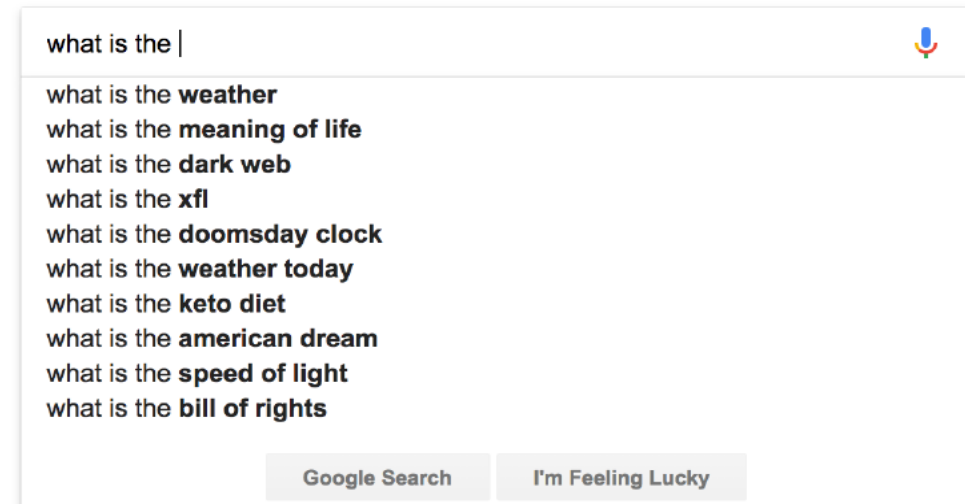 what is the
what is the weather
what is the meaning of life
what is the dark web
what is the xfl
what is the doomsday clock
what is the weather today
what is the keto diet
what is the american dream
what is the speed of light
what is the bill of rights
Google Search I'm Feeling Lucky